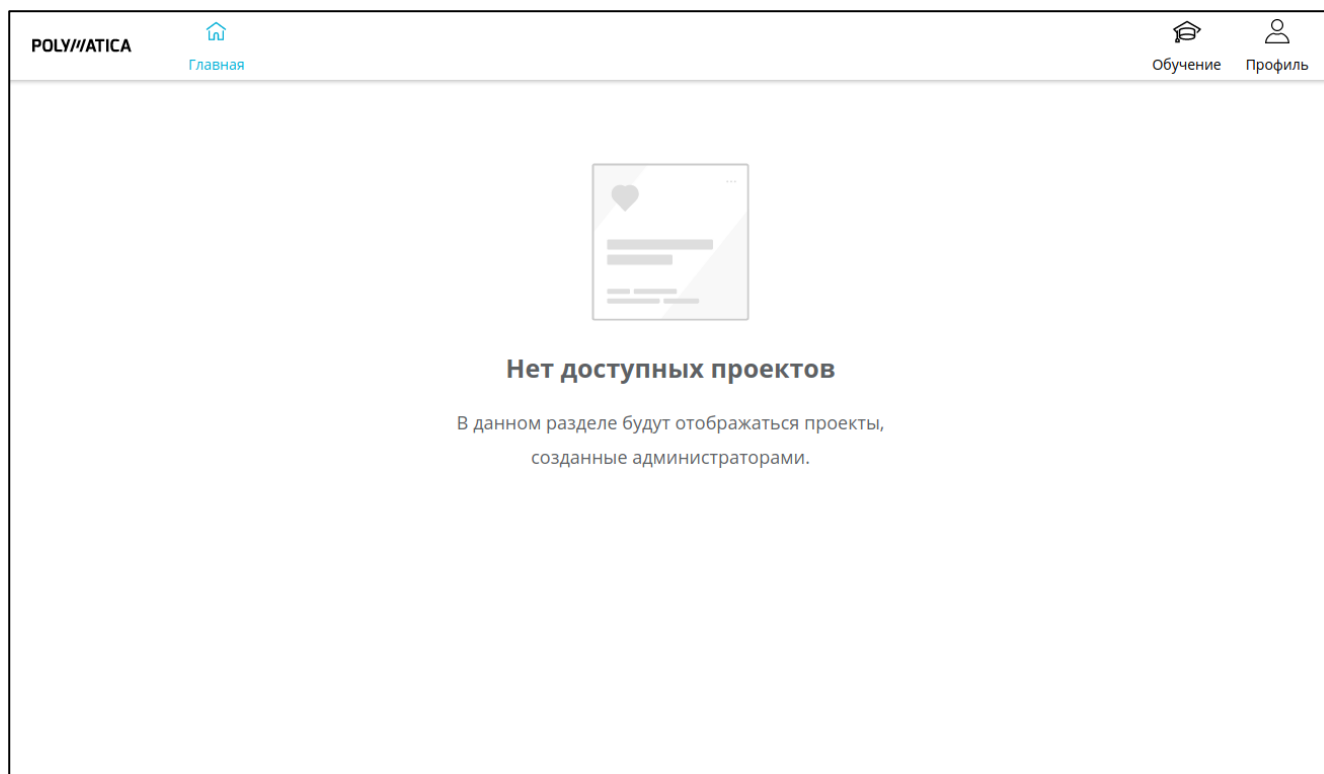 POLYMATICA
Главная
Обучение
Профиль
Нет доступных проектов
В данном разделе будут отображаться проекты,
созданные администраторами.